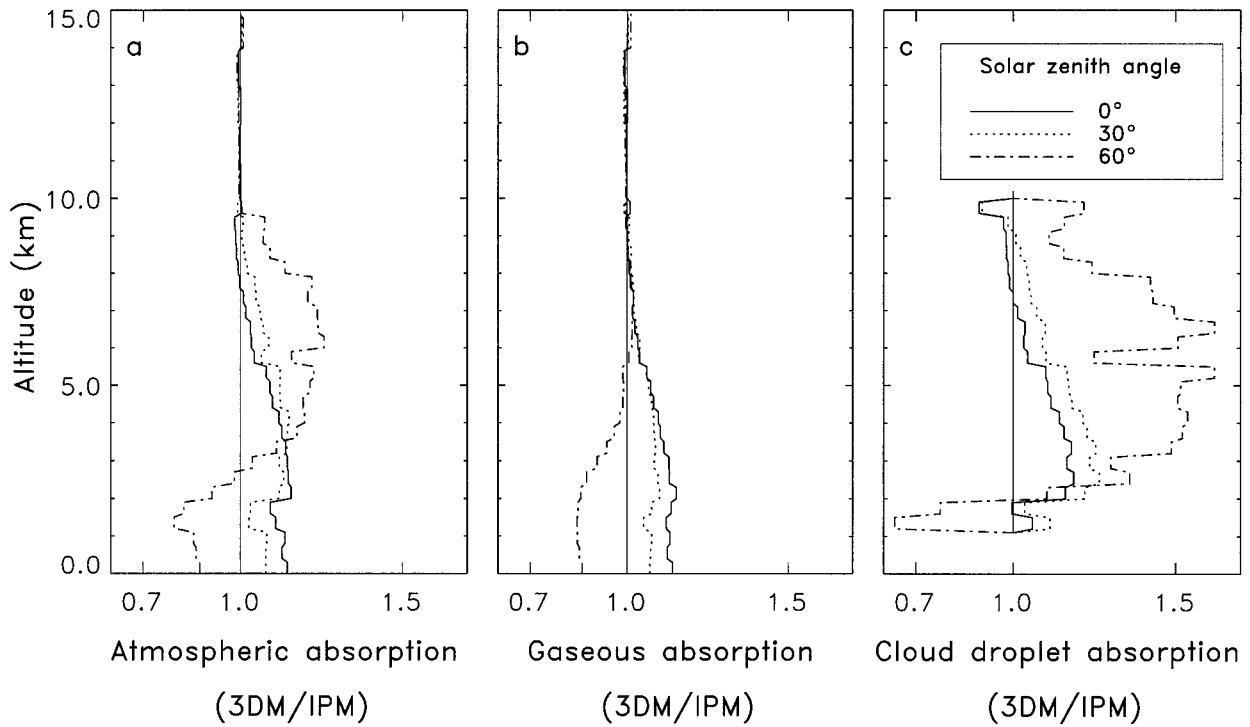 15.0
10.0
5.0
0.0
Altitude (km)
a
0.7 1.0 1.5
Atmospheric absorption
(3DM/IPM)
b
0.7 1.0 1.5
Gaseous absorption
(3DM/IPM)
c
Solar zenith angle
0°
30°
60°
0.7 1.0 1.5
Cloud droplet absorption
(3DM/IPM)